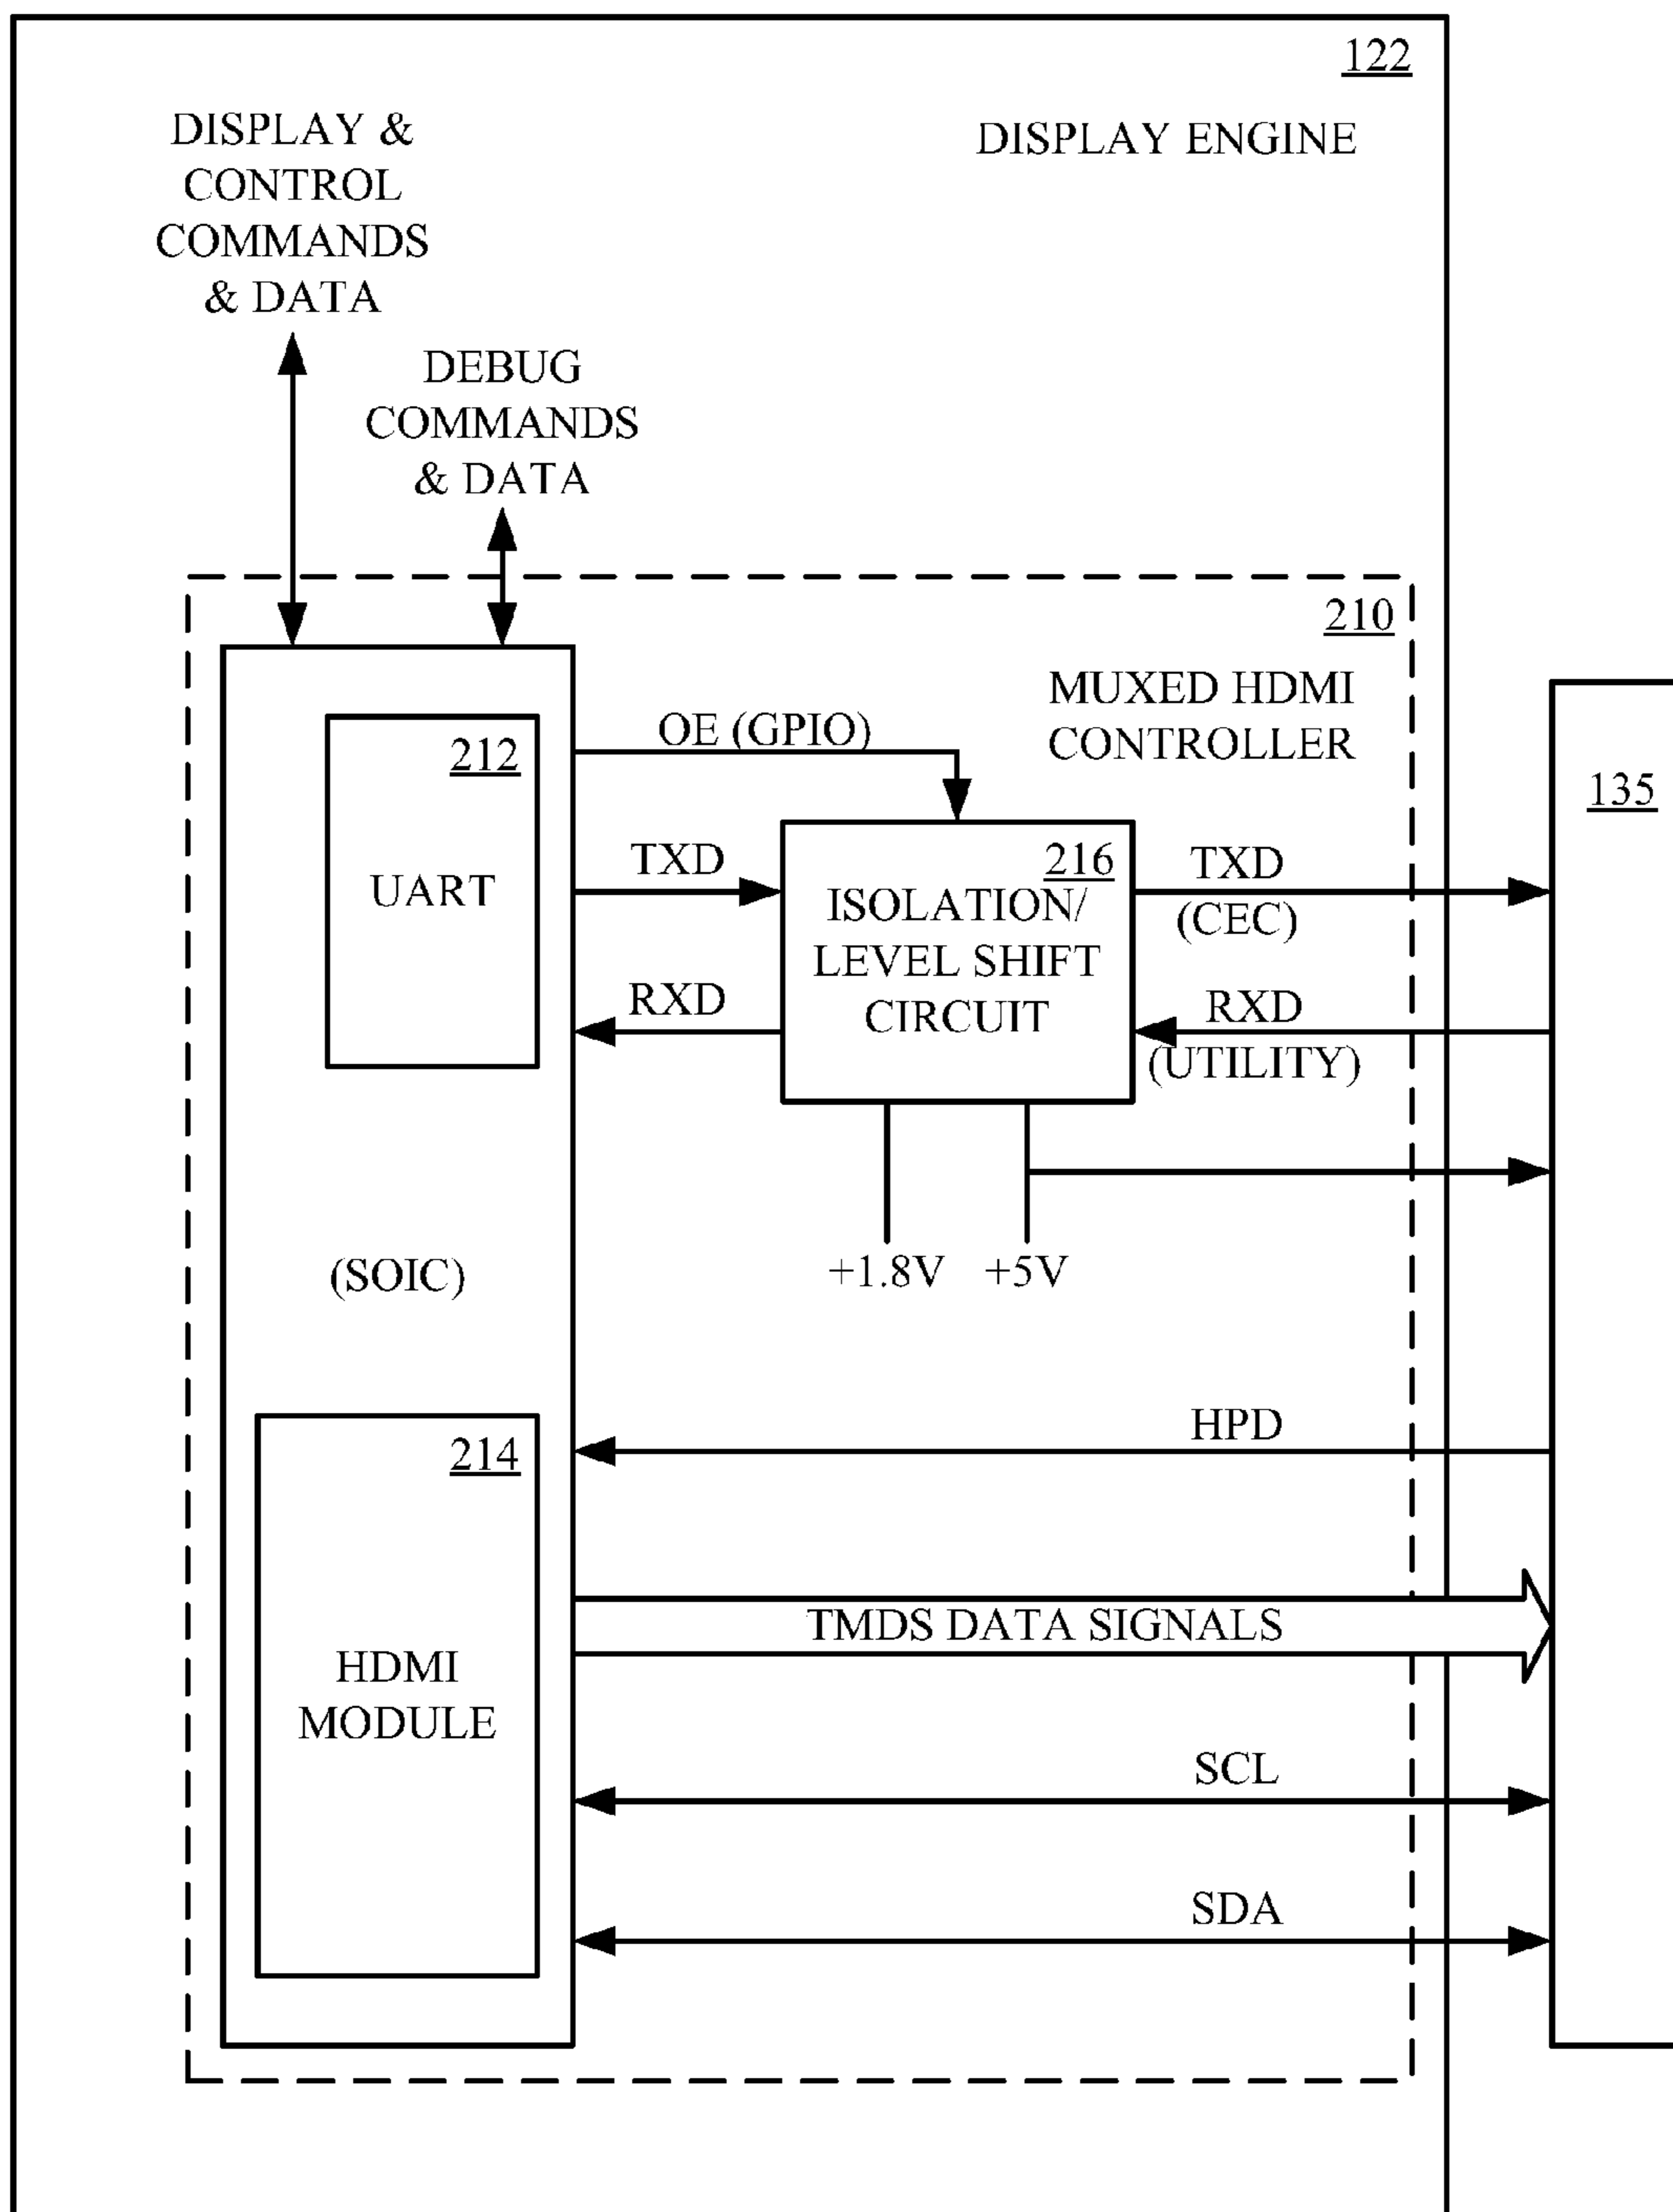 122
DISPLAY ENGINE
DISPLAY &
CONTROL
COMMANDS
& DATA
DEBUG
COMMANDS
& DATA
210
MUXED HDMI
CONTROLLER
212
UART
OE (GPIO)
TXD
RXD
216
ISOLATION/
LEVEL SHIFT
CIRCUIT
TXD
(CEC)
RXD
(UTILITY)
135
+1.8V
+5V
(SOIC)
HPD
214
HDMI
MODULE
TMDS DATA SIGNALS
SCL
SDA